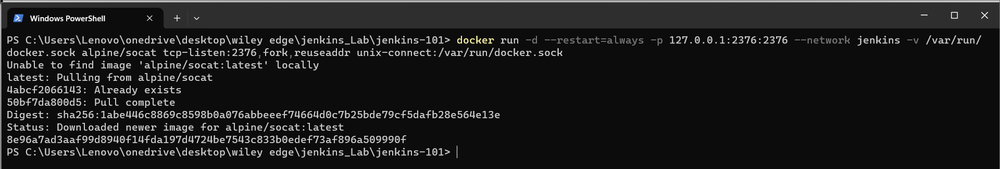 Windows PowerShell
PS C:\Users\Lenovo\onedrive\desktop\wiley edge\jenkins_Lab\jenkins-101> docker run -d --restart=always -p 127.0.0.1:2376:2376 --network jenkins -v /var/run/
docker.sock alpine/socat tcp-listen:2376,fork,reuseaddr unix-connect:/var/run/docker.sock
Unable to find image 'alpine/socat:latest' locally
latest: Pulling from alpine/socat
4abcf2066143: Already exists
50bf7da800d5: Pull complete
Digest: sha256:1abe446c8869c8598b0a076abbeeef74664d0c7b25bde79cf5dafb28e564e13e
Status: Downloaded newer image for alpine/socat:latest
8e96a7ad3aaf99d8940f14fda197d4724be7543c833b0edef73af896a509990f
PS C:\Users\Lenovo\onedrive\desktop\wiley edge\jenkins_Lab\jenkins-101>